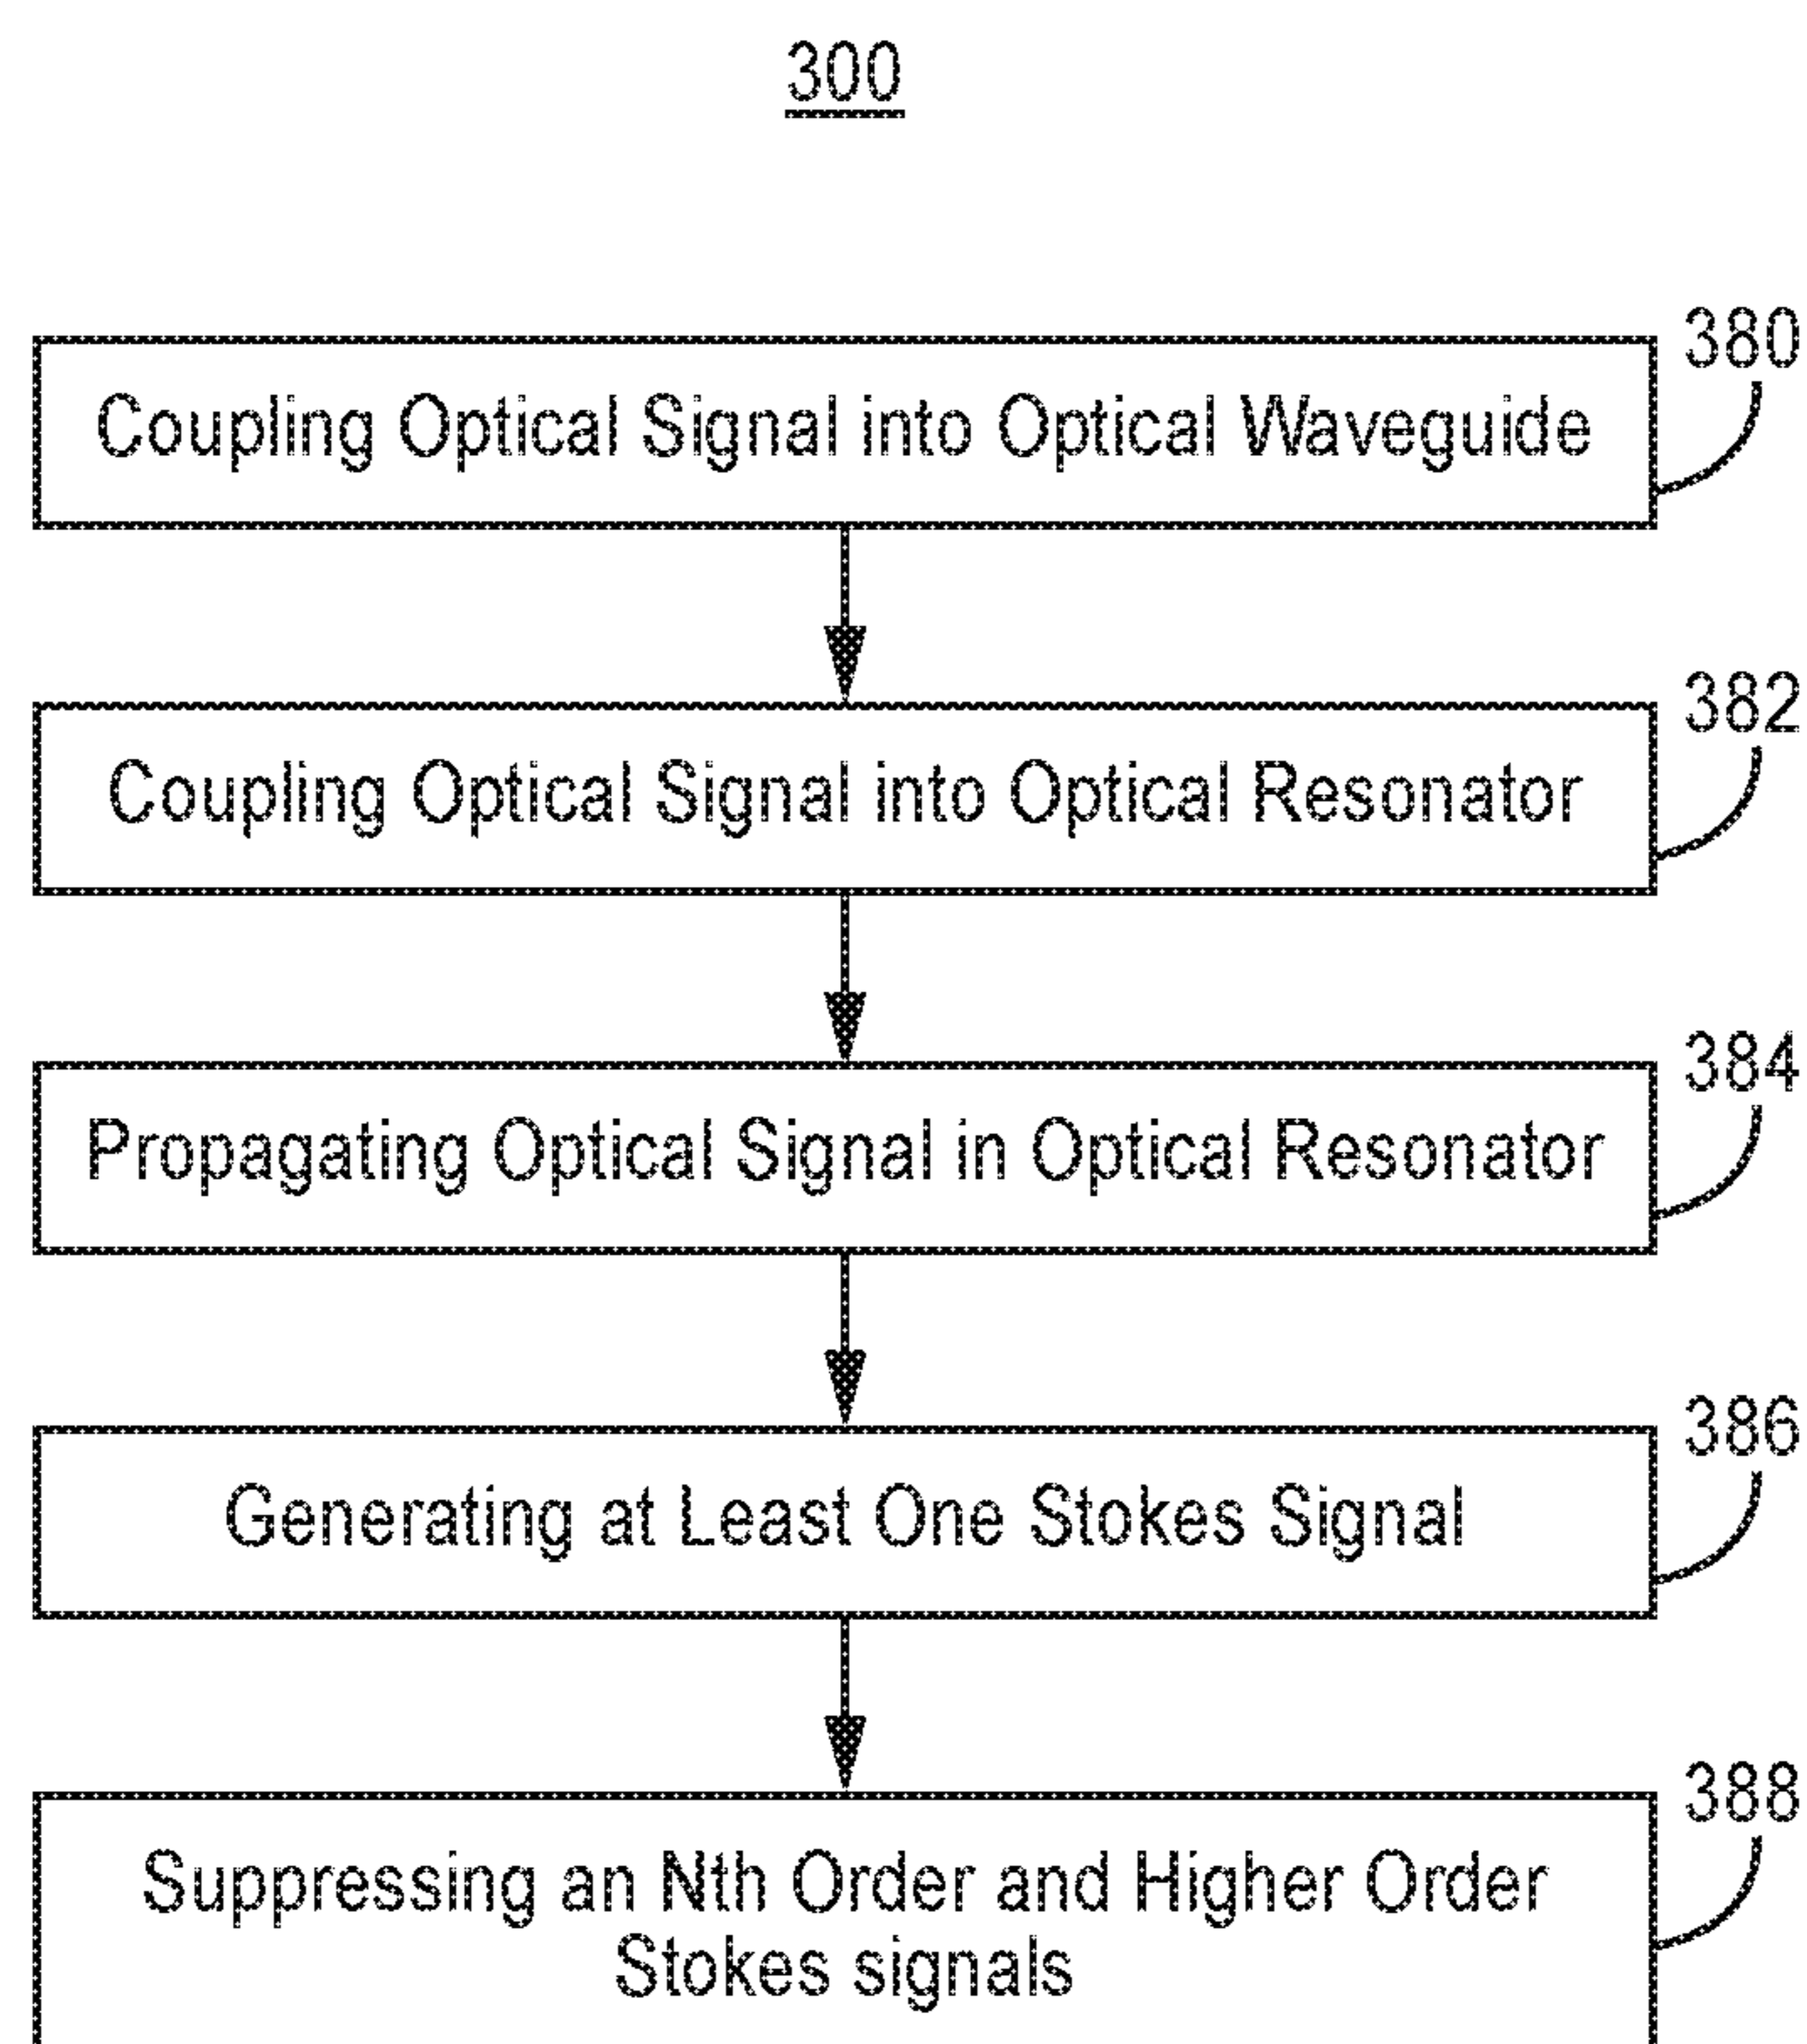 300
380
Coupling Optical Signal into Optical Waveguide
382
Coupling Optical Signal into Optical Resonator
384
Propagating Optical Signal in Optical Resonator
386
Generating at Least One Stokes Signal
388
Suppressing an Nth Order and Higher Order
Stokes signals